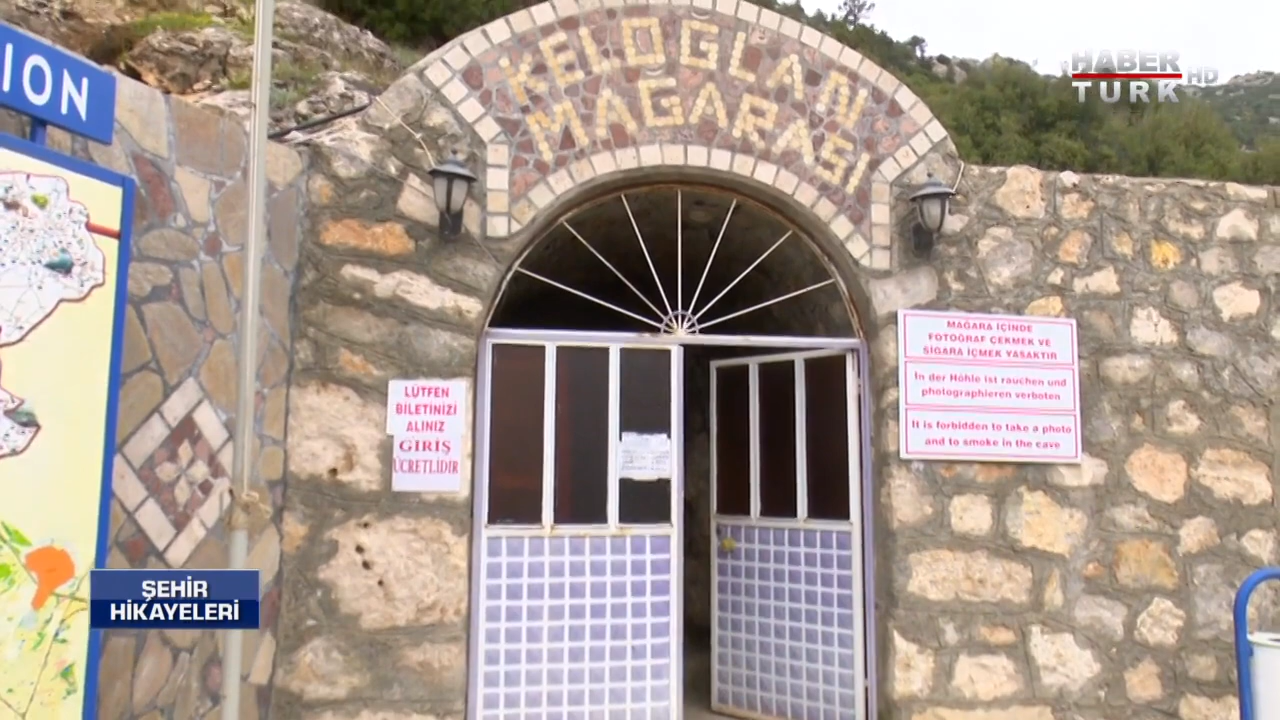 ION
KELOĞLAN
MAĞARASI
HABER
TURK HD
LÜTFEN
BİLETİNİZİ
ALINIZ
GİRİŞ
ÜCRETLİDİR
MAĞARA İÇİNDE
FOTOĞRAF ÇEKMEK VE
SİGARA İÇMEK YASAKTIR
In der Höhle ist rauchen und
photographieren verboten
It is forbidden to take a photo
and to smoke in the cave
ŞEHİR
HİKAYELERİ